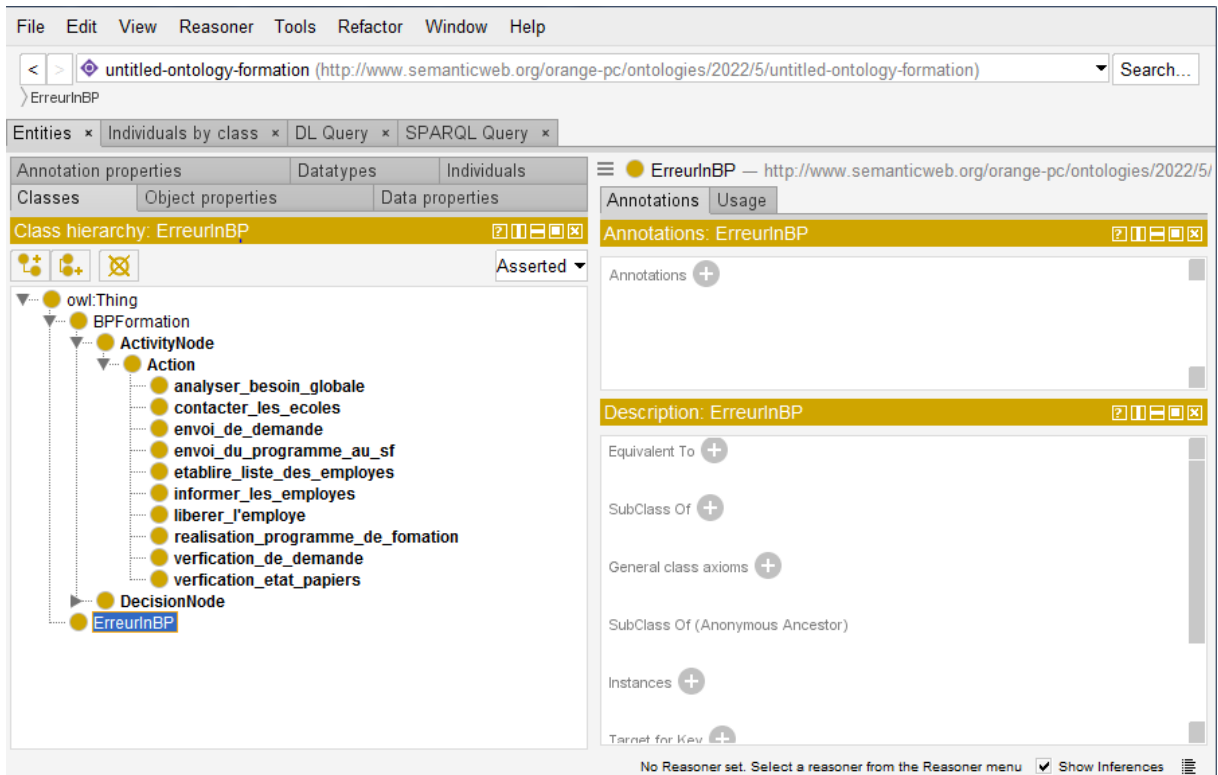 File Edit View Reasoner Tools Refactor Window Help
< > untitled-ontology-formation (http://www.semanticweb.org/orange-pc/ontologies/2022/5/untitled-ontology-formation) Search...
ErreurInBP
Entities × Individuals by class × DL Query × SPARQL Query ×
Annotation properties Datatypes Individuals
Classes Object properties Data properties
Class hierarchy: ErreurInBP
Asserted
owl:Thing
BPFormation
ActivityNode
Action
analyser_besoin_globale
contacter_les_ecoles
envoi_de_demande
envoi_du_programme_au_sf
etablire_liste_des_employes
informer_les_employes
liberer_l'employe
realisation_programme_de_fomation
verfication_de_demande
verfication_etat_papiers
DecisionNode
ErreurInBP
ErreurInBP — http://www.semanticweb.org/orange-pc/ontologies/2022/5/
Annotations Usage
Annotations: ErreurInBP
Annotations
Description: ErreurInBP
Equivalent To
SubClass Of
General class axioms
SubClass Of (Anonymous Ancestor)
Instances
Target for Key
No Reasoner set. Select a reasoner from the Reasoner menu Show Inferences